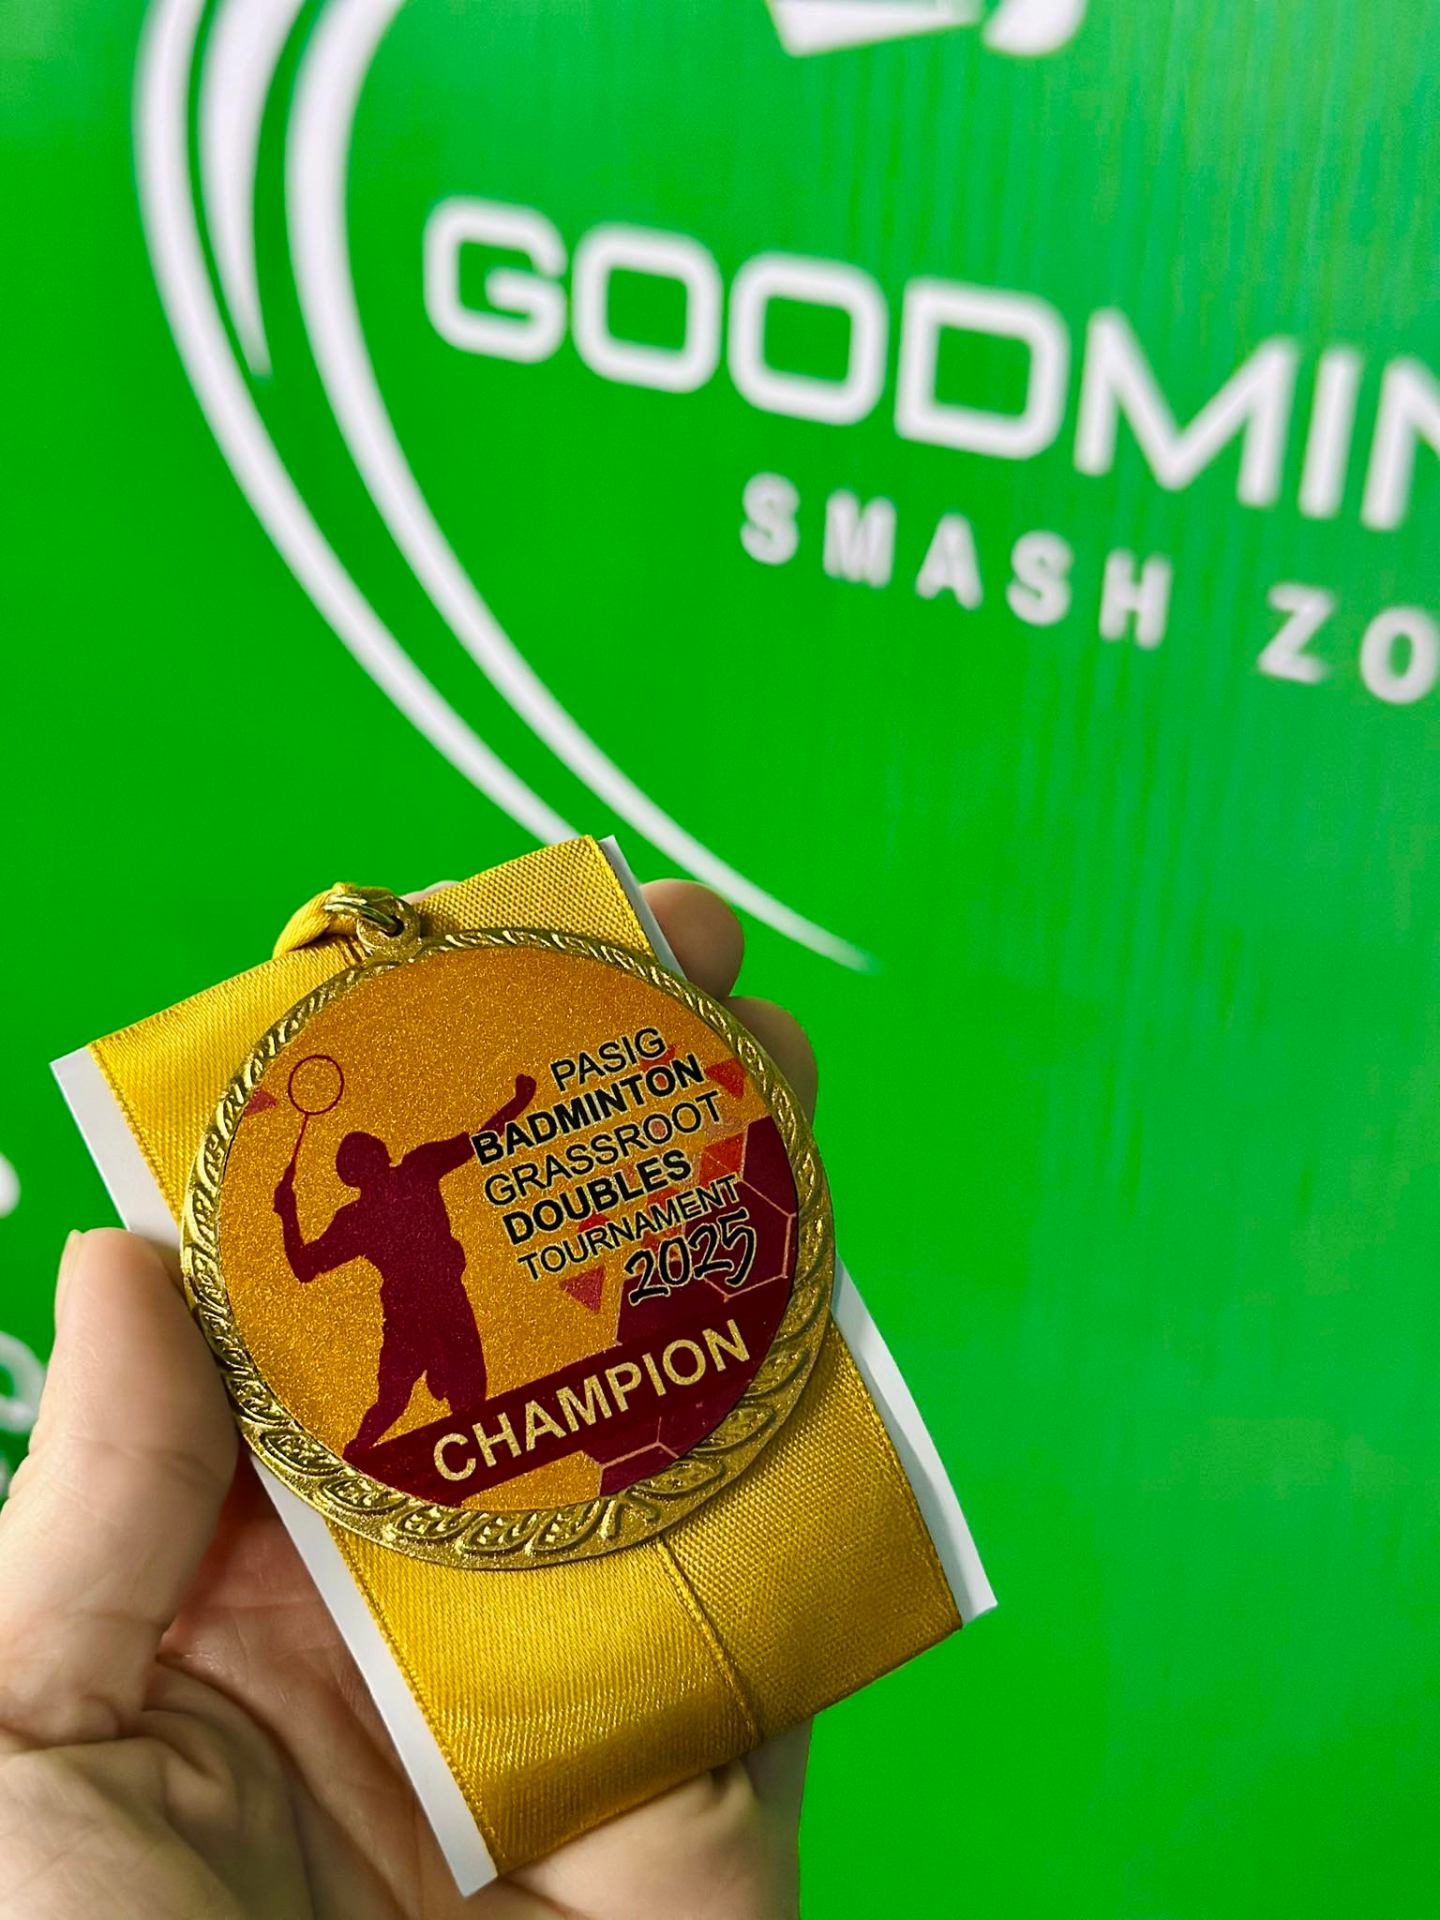 GOODMIN
SMASH ZO
PASIG
BADMINTON
GRASSROOT
DOUBLES
TOURNAMENT
2025
CHAMPION